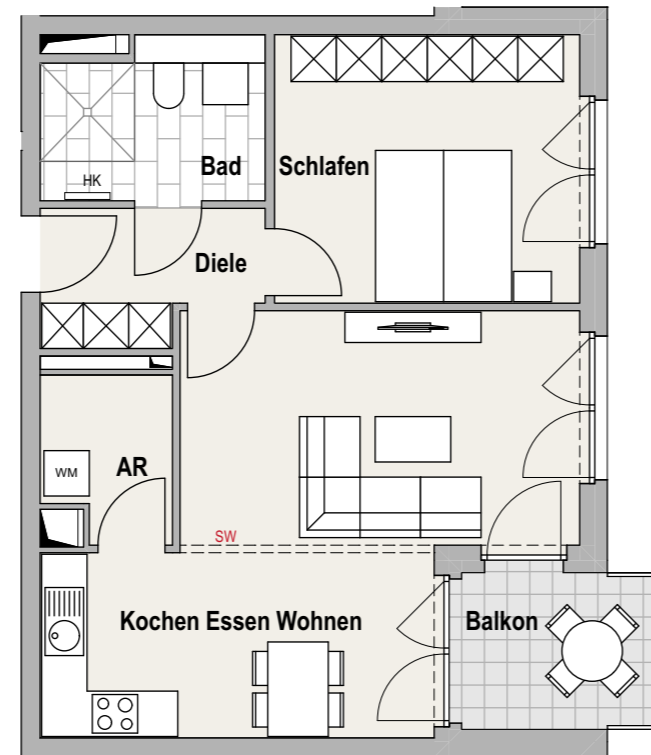 Bad
Schlafen
HK
Diele
AR
WM
SW
Kochen Essen Wohnen
Balkon